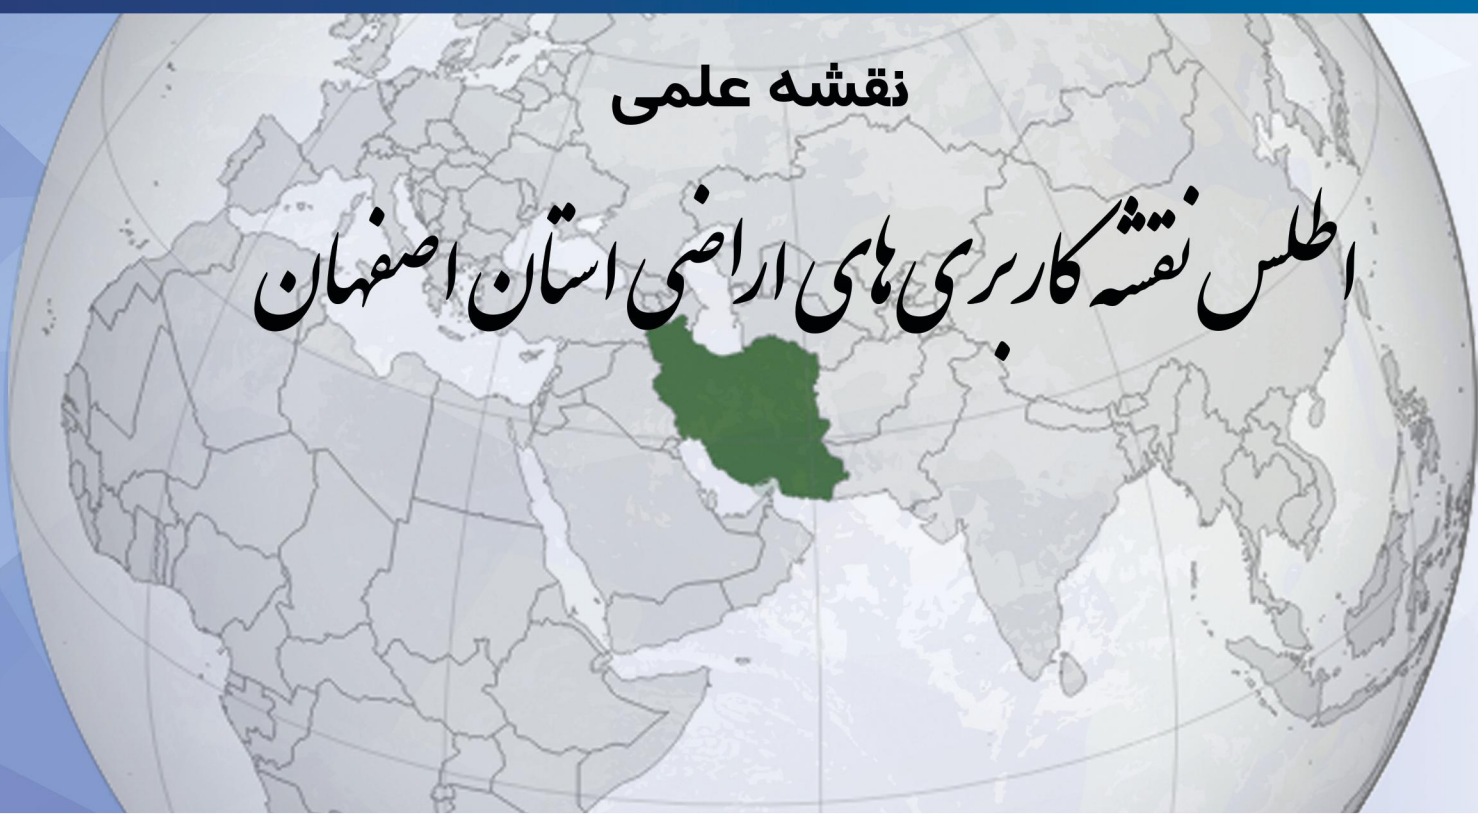 نقشه علمی
اطلس نقشه کاربری های اراضی استان اصفهان